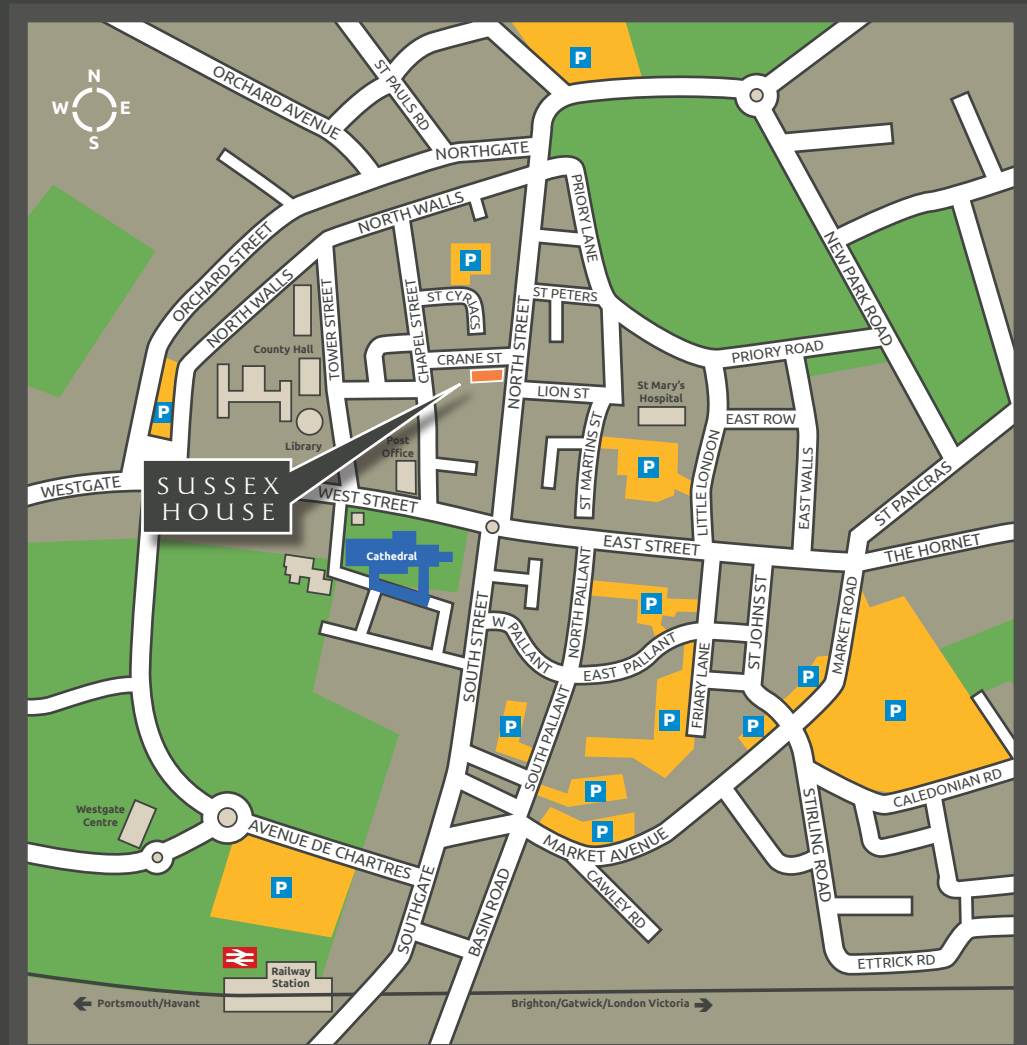 P
N
W
E
S
ORCHARD AVENUE
ST PAULS RD
NORTHGATE
NORTH WALLS
PRIORY LANE
ORCHARD STREET
NORTH WALLS
P
NEW PARK ROAD
ST CYRIACS
ST PETERS
TOWER STREET
CHAPEL STREET
NORTH STREET
County Hall
CRANE ST
PRIORY ROAD
LION ST
St Mary's
Hospital
P
EAST ROW
Library
Post
Office
ST MARTINS ST
P
LITTLE LONDON
EAST WALLS
ST PANCRAS
WESTGATE
SUSSEX
HOUSE
WEST STREET
EAST STREET
THE HORNET
Cathedral
NORTH PALLANT
P
ST JOHNS ST
MARKET ROAD
SOUTH STREET
W PALLANT
EAST PALLANT
FRIARY LANE
P
P
P
P
P
SOUTH PALLANT
P
CALEDONIAN RD
STIRLING ROAD
Westgate
Centre
AVENUE DE CHARTRES
P
MARKET AVENUE
P
CAWLEY RD
SOUTHGATE
BASIN ROAD
ETTRICK RD
Railway
Station
Portsmouth/Havant
Brighton/Gatwick/London Victoria